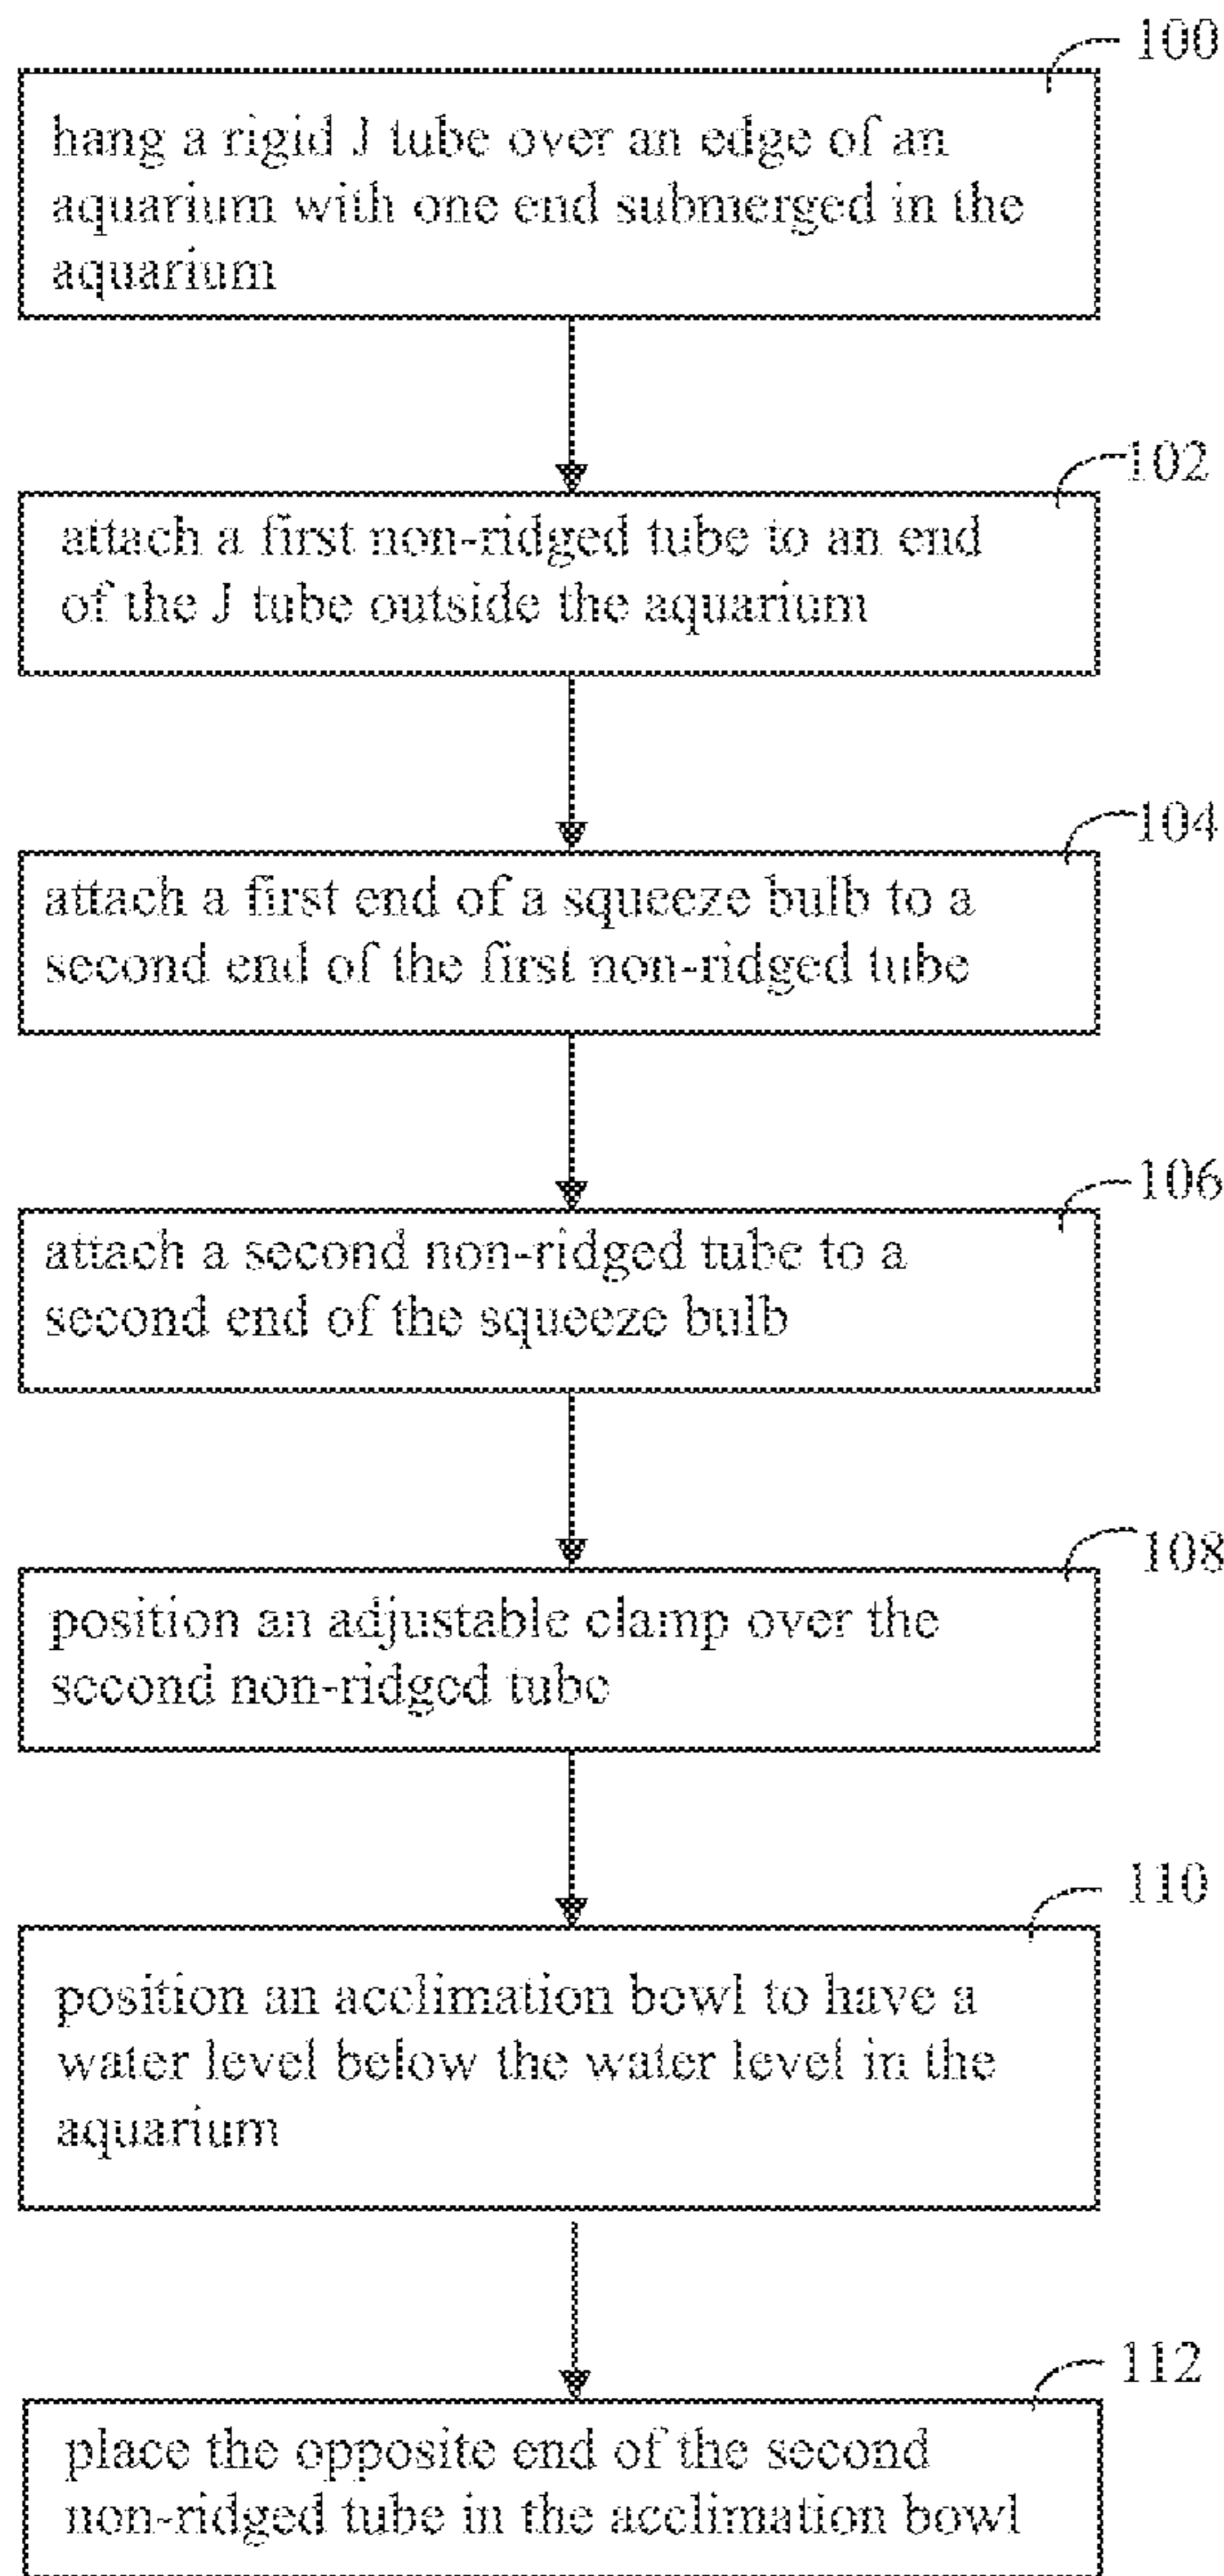 100
hang a rigid J tube over an edge of an
aquarium with one end submerged in the
aquarium
102
attach a first non-ridged tube to an end
of the J tube outside the aquarium
104
attach a first end of a squeeze bulb to a
second end of the first non-ridged tube
106
attach a second non-ridged tube to a
second end of the squeeze bulb
108
position an adjustable clamp over the
second non-ridged tube
110
position an acclimation bowl to have a
water level below the water level in the
aquarium
112
place the opposite end of the second
non-ridged tube in the acclimation bowl